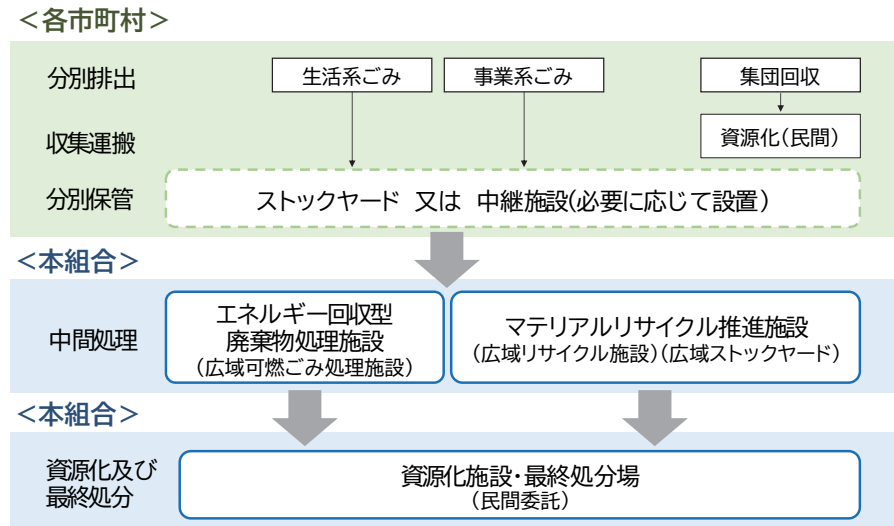 ＜各市町村＞
分別排出
生活系ごみ
事業系ごみ
集団回収
収集運搬
資源化（民間）
分別保管
ストックヤード 又は 中継施設（必要に応じて設置）
＜本組合＞
中間処理
エネルギー回収型
廃棄物処理施設
（広域可燃ごみ処理施設）
マテリアルリサイクル推進施設
（広域リサイクル施設）（広域ストックヤード）
＜本組合＞
資源化及び
最終処分
資源化施設・最終処分場
（民間委託）